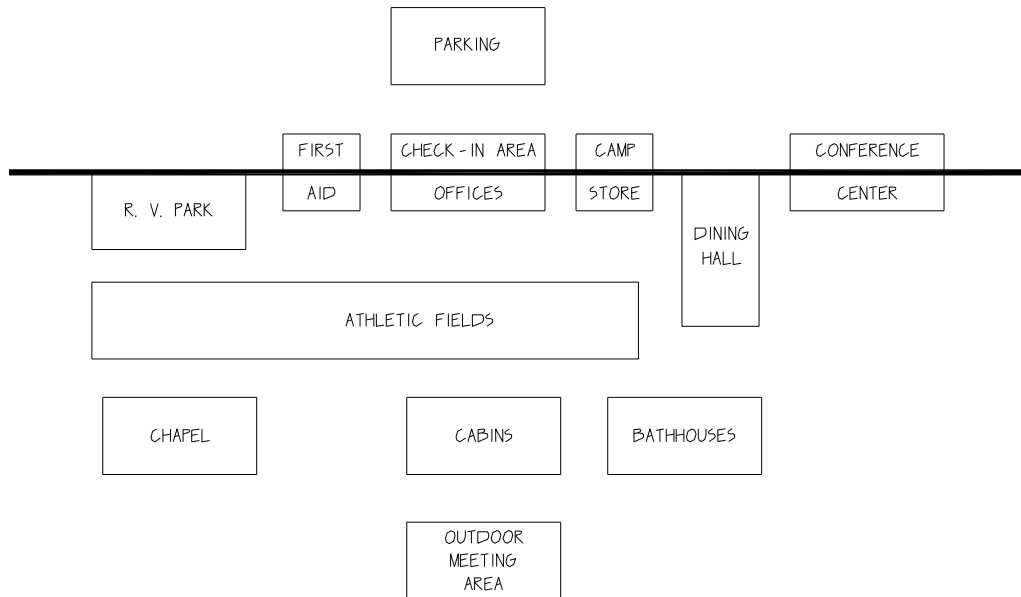 PARKING
FIRST
AID
CHECK-IN AREA
OFFICES
CAMP
STORE
CONFERENCE
CENTER
R. V. PARK
DINING
HALL
ATHLETIC FIELDS
CHAPEL
CABINS
BATHHOUSES
OUTDOOR
MEETING
AREA